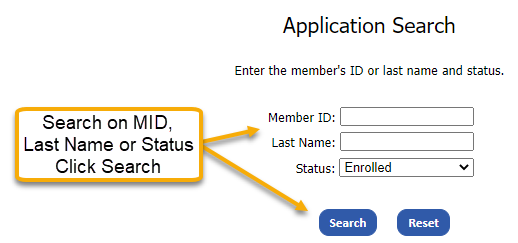 Application Search
Enter the member's ID or last name and status.
Search on MID,
Last Name or Status
Click Search
Member ID:
Last Name:
Status: Enrolled
Search Reset